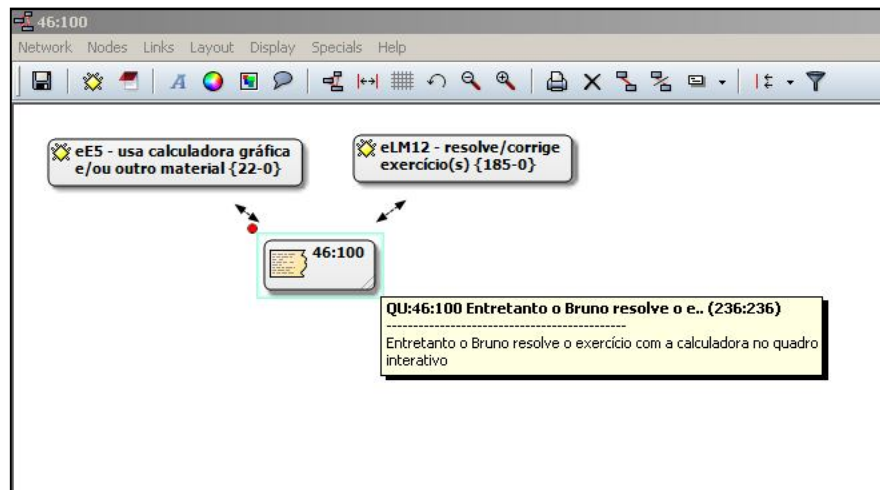 46:100
Network Nodes Links Layout Display Specials Help
eE5 - usa calculadora gráfica
e/ou outro material {22-0}
eLM12 - resolve/corrige
exercício(s) {185-0}
46:100
QU:46:100 Entretanto o Bruno resolve o e.. (236:236)
--------------------------------------------
Entretanto o Bruno resolve o exercício com a calculadora no quadro
interativo